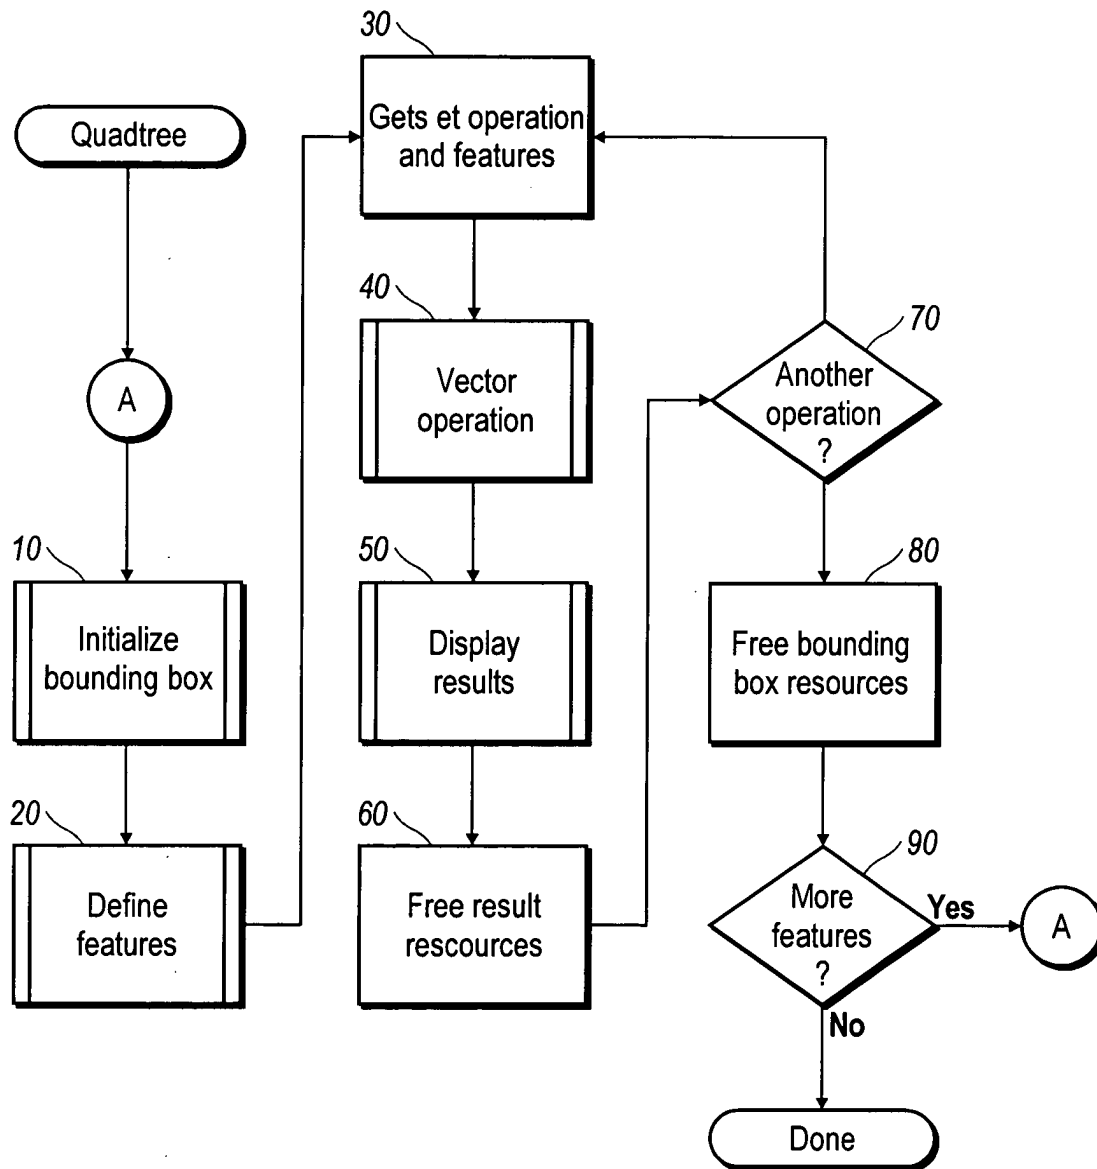 Quadtree
A
10
Initialize
bounding box
20
Define
features
30
Gets et operation
and features
40
Vector
operation
50
Display
results
60
Free result
rescources
70
Another
operation
?
80
Free bounding
box resources
90
More
features
?
Yes
A
No
Done